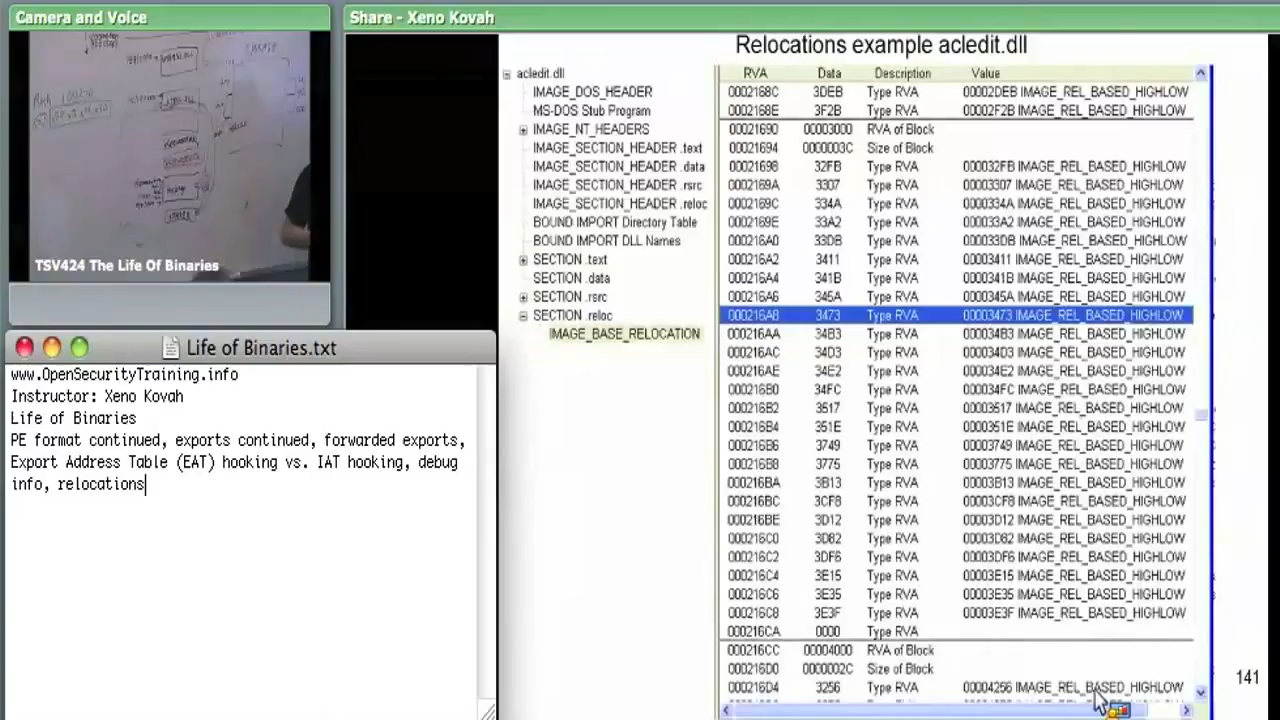 Camera and Voice
Share - Xeno Kovah
TSV424 The Life Of Binaries
Life of Binaries.txt
www.OpenSecurityTraining.info
Instructor: Xeno Kovah
Life of Binaries
PE format continued, exports continued, forwarded exports,
Export Address Table (EAT) hooking vs. IAT hooking, debug
info, relocations
Relocations example acledit.dll
acledit.dll
IMAGE_DOS_HEADER
MS-DOS Stub Program
IMAGE_NT_HEADERS
IMAGE_SECTION_HEADER .text
IMAGE_SECTION_HEADER .data
IMAGE_SECTION_HEADER .rsrc
IMAGE_SECTION_HEADER .reloc
BOUND IMPORT Directory Table
BOUND IMPORT DLL Names
SECTION .text
SECTION .data
SECTION .rsrc
SECTION .reloc
IMAGE_BASE_RELOCATION
RVA Data Description Value
0002168C 3DEB Type RVA 00002DEB IMAGE_REL_BASED_HIGHLOW
0002168E 3F2B Type RVA 00002F2B IMAGE_REL_BASED_HIGHLOW
00021690 00003000 RVA of Block
00021694 0000003C Size of Block
00021698 32FB Type RVA 000032FB IMAGE_REL_BASED_HIGHLOW
0002169A 3307 Type RVA 00003307 IMAGE_REL_BASED_HIGHLOW
0002169C 334A Type RVA 0000334A IMAGE_REL_BASED_HIGHLOW
0002169E 33A2 Type RVA 000033A2 IMAGE_REL_BASED_HIGHLOW
000216A0 33DB Type RVA 000033DB IMAGE_REL_BASED_HIGHLOW
000216A2 3411 Type RVA 00003411 IMAGE_REL_BASED_HIGHLOW
000216A4 341B Type RVA 0000341B IMAGE_REL_BASED_HIGHLOW
000216A6 345A Type RVA 0000345A IMAGE_REL_BASED_HIGHLOW
000216A8 3473 Type RVA 00003473 IMAGE_REL_BASED_HIGHLOW
000216AA 34B3 Type RVA 000034B3 IMAGE_REL_BASED_HIGHLOW
000216AC 34D3 Type RVA 000034D3 IMAGE_REL_BASED_HIGHLOW
000216AE 34E2 Type RVA 000034E2 IMAGE_REL_BASED_HIGHLOW
000216B0 34FC Type RVA 000034FC IMAGE_REL_BASED_HIGHLOW
000216B2 3517 Type RVA 00003517 IMAGE_REL_BASED_HIGHLOW
000216B4 351E Type RVA 0000351E IMAGE_REL_BASED_HIGHLOW
000216B6 3749 Type RVA 00003749 IMAGE_REL_BASED_HIGHLOW
000216B8 3775 Type RVA 00003775 IMAGE_REL_BASED_HIGHLOW
000216BA 3B13 Type RVA 00003B13 IMAGE_REL_BASED_HIGHLOW
000216BC 3CF8 Type RVA 00003CF8 IMAGE_REL_BASED_HIGHLOW
000216BE 3D12 Type RVA 00003D12 IMAGE_REL_BASED_HIGHLOW
000216C0 3D82 Type RVA 00003D82 IMAGE_REL_BASED_HIGHLOW
000216C2 3DF6 Type RVA 00003DF6 IMAGE_REL_BASED_HIGHLOW
000216C4 3E15 Type RVA 00003E15 IMAGE_REL_BASED_HIGHLOW
000216C6 3E35 Type RVA 00003E35 IMAGE_REL_BASED_HIGHLOW
000216C8 3E3F Type RVA 00003E3F IMAGE_REL_BASED_HIGHLOW
000216CA 0000 Type RVA
000216CC 00004000 RVA of Block
000216D0 0000002C Size of Block
000216D4 3256 Type RVA 00004256 IMAGE_REL_BASED_HIGHLOW
141